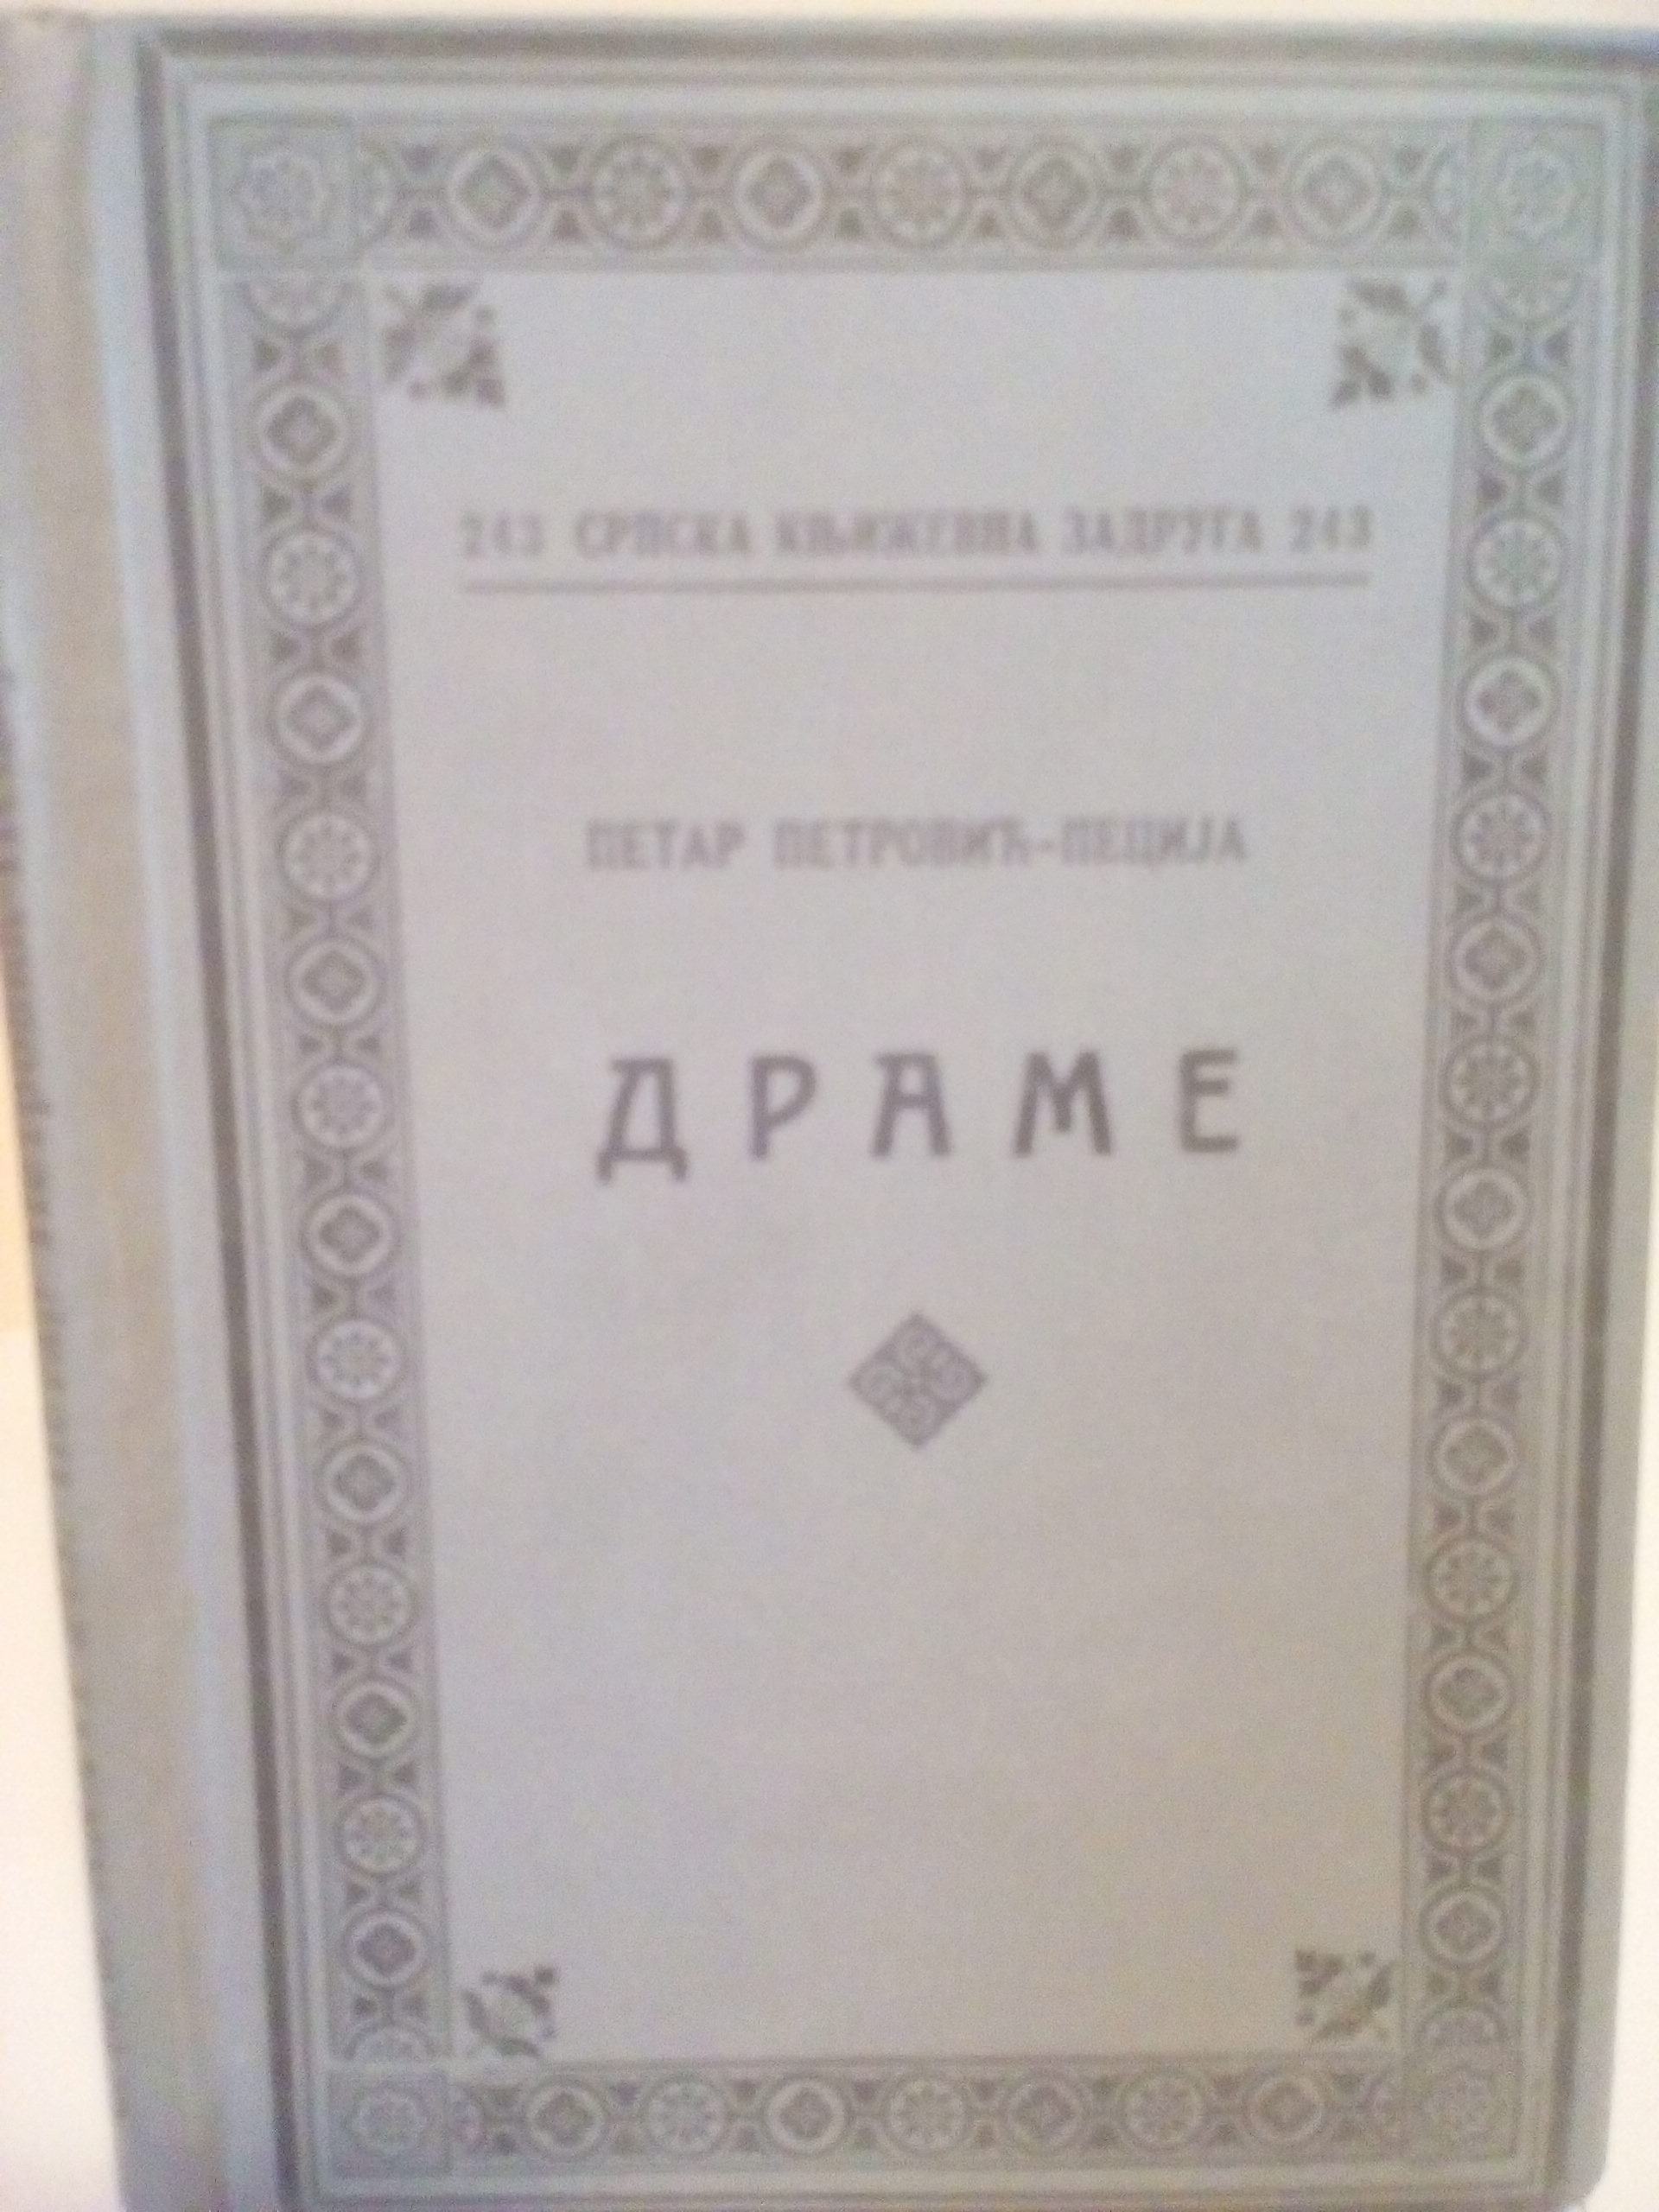 243 СРПСКА КЊИЖЕВНА ЗАДРУГА 243
ПЕТАР ПЕТРОВИЋ-ПЕЦИЈА
ДРАМЕ